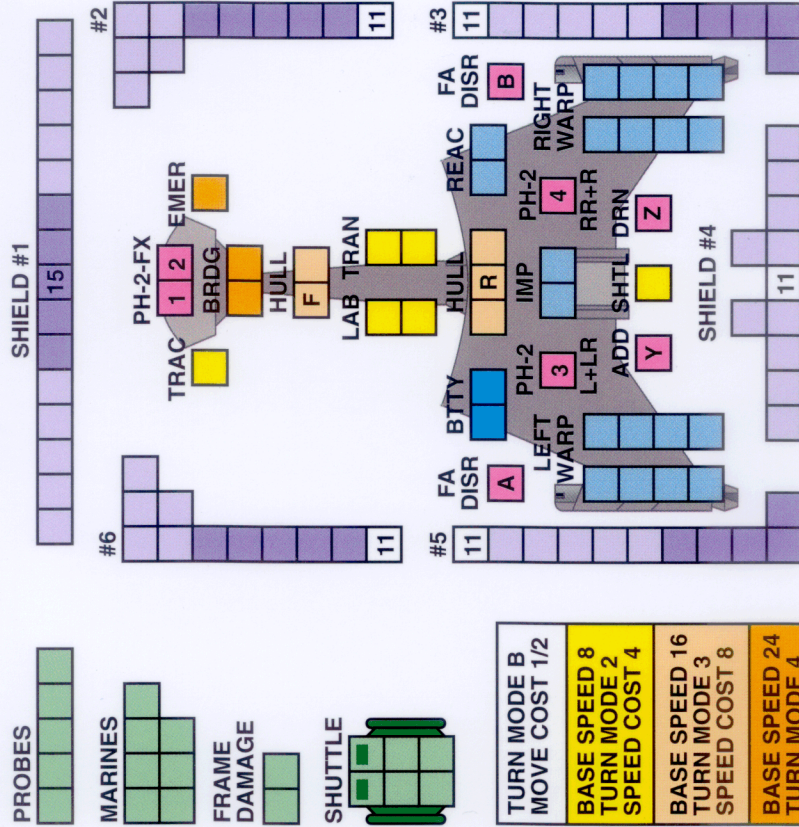 SHIELD #1
15
#2
11
#3
11
#6
11
#5
11
SHIELD #4
11
PH-2-FX
1 2
TRAC
EMER
BRDG
HULL
F
LAB
TRAN
HULL
R
BTTY
REAC
FA
DISR
A
FA
DISR
B
LEFT
WARP
RIGHT
WARP
IMP
PH-2
3
L+LR
PH-2
4
RR+R
ADD
Y
SHTL
DRN
Z
PROBES
MARINES
FRAME
DAMAGE
SHUTTLE
TURN MODE B
MOVE COST 1/2
BASE SPEED 8
TURN MODE 2
SPEED COST 4
BASE SPEED 16
TURN MODE 3
SPEED COST 8
BASE SPEED 24
TURN MODE 4